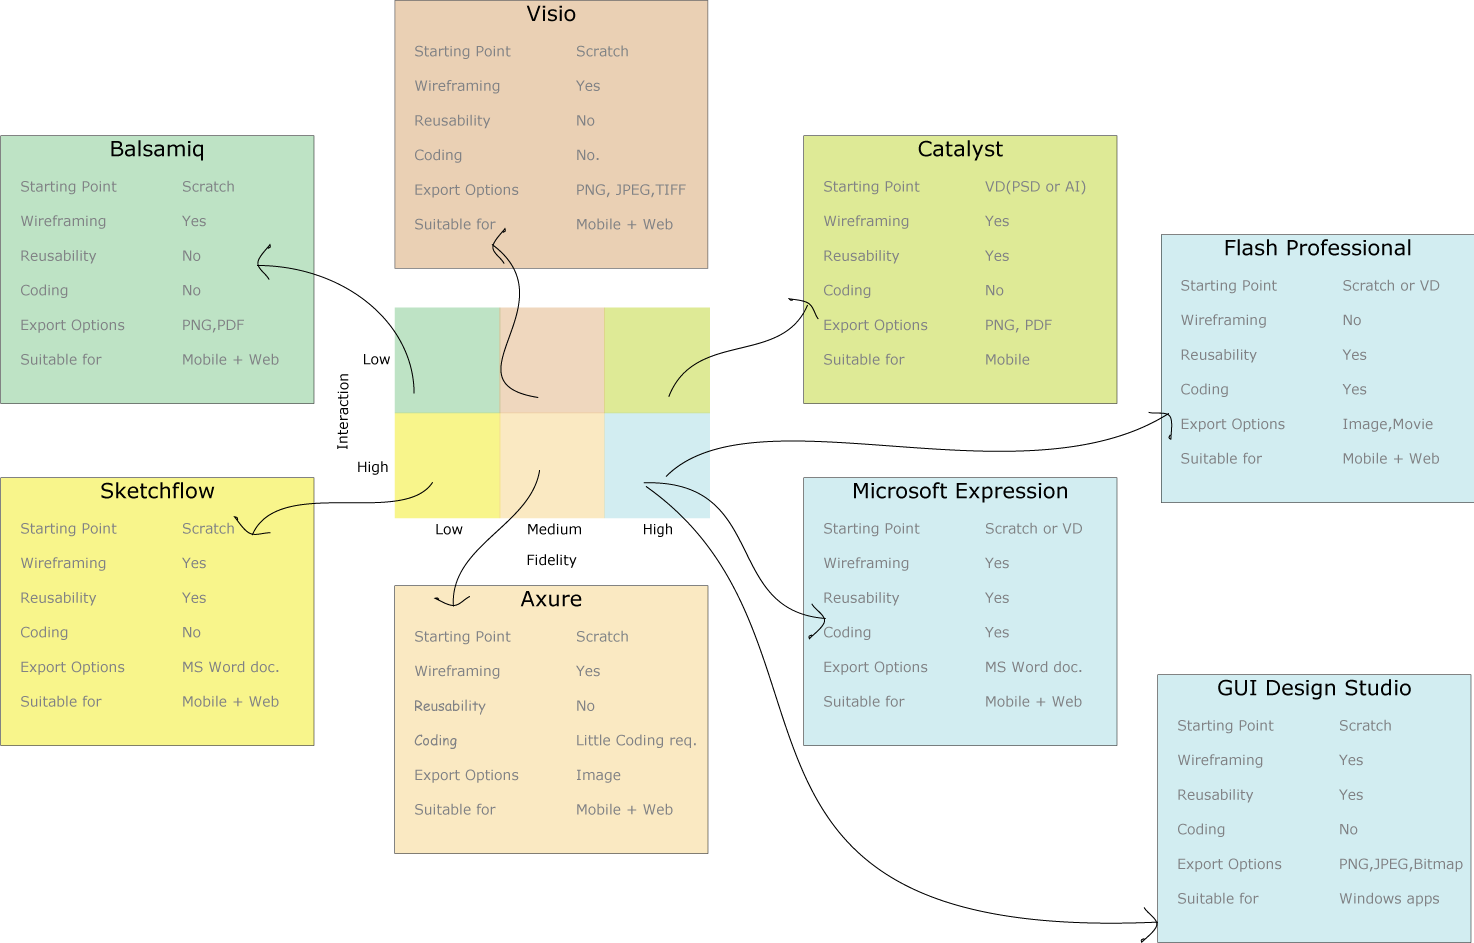 Visio
Starting Point Scratch
Wireframing Yes
Reusability No
Coding No.
Export Options PNG, JPEG,TIFF
Suitable for Mobile + Web
Balsamiq
Starting Point Scratch
Wireframing Yes
Reusability No
Coding No
Export Options PNG,PDF
Suitable for Mobile + Web
Catalyst
Starting Point VD(PSD or AI)
Wireframing Yes
Reusability Yes
Coding No
Export Options PNG, PDF
Suitable for Mobile
Flash Professional
Starting Point Scratch or VD
Wireframing No
Reusability Yes
Coding Yes
Export Options Image,Movie
Suitable for Mobile + Web
Low
Interaction
High
Low Medium High
Fidelity
Sketchflow
Starting Point Scratch
Wireframing Yes
Reusability Yes
Coding No
Export Options MS Word doc.
Suitable for Mobile + Web
Axure
Starting Point Scratch
Wireframing Yes
Reusability No
Coding Little Coding req.
Export Options Image
Suitable for Mobile + Web
Microsoft Expression
Starting Point Scratch or VD
Wireframing Yes
Reusability Yes
Coding Yes
Export Options MS Word doc.
Suitable for Mobile + Web
GUI Design Studio
Starting Point Scratch
Wireframing Yes
Reusability Yes
Coding No
Export Options PNG,JPEG,Bitmap
Suitable for Windows apps